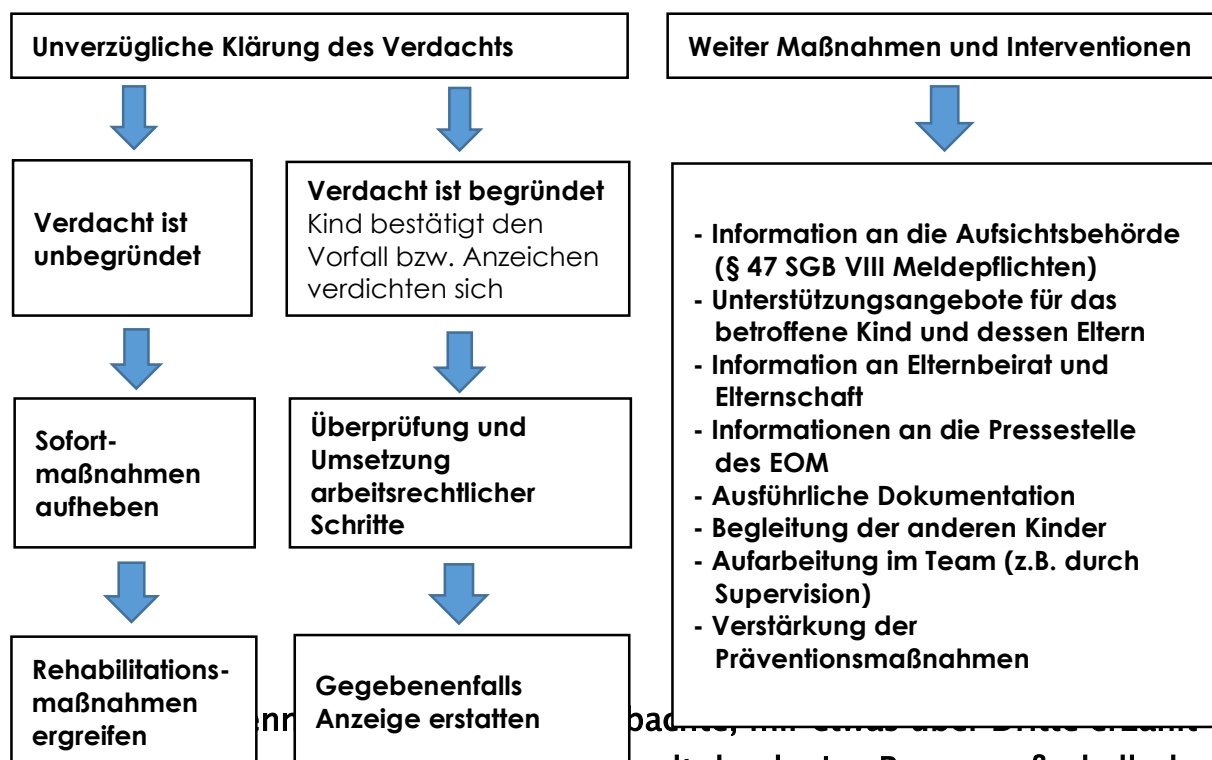 Unverzügliche Klärung des Verdachts
Verdacht ist
unbegründet
Sofort-
maßnahmen
aufheben
Rehabilitations-
maßnahmen
ergreifen
Verdacht ist begründet
Kind bestätigt den
Vorfall bzw. Anzeichen
verdichten sich
Überprüfung und
Umsetzung
arbeitsrechtlicher
Schritte
Gegebenenfalls
Anzeige erstatten
Weiter Maßnahmen und Interventionen
- Information an die Aufsichtsbehörde
(§ 47 SGB VIII Meldepflichten)
- Unterstützungsangebote für das
betroffene Kind und dessen Eltern
- Information an Elternbeirat und
Elternschaft
- Informationen an die Pressestelle
des EOM
- Ausführliche Dokumentation
- Begleitung der anderen Kinder
- Aufarbeitung im Team (z.B. durch
Supervision)
- Verstärkung der
Präventionsmaßnahmen